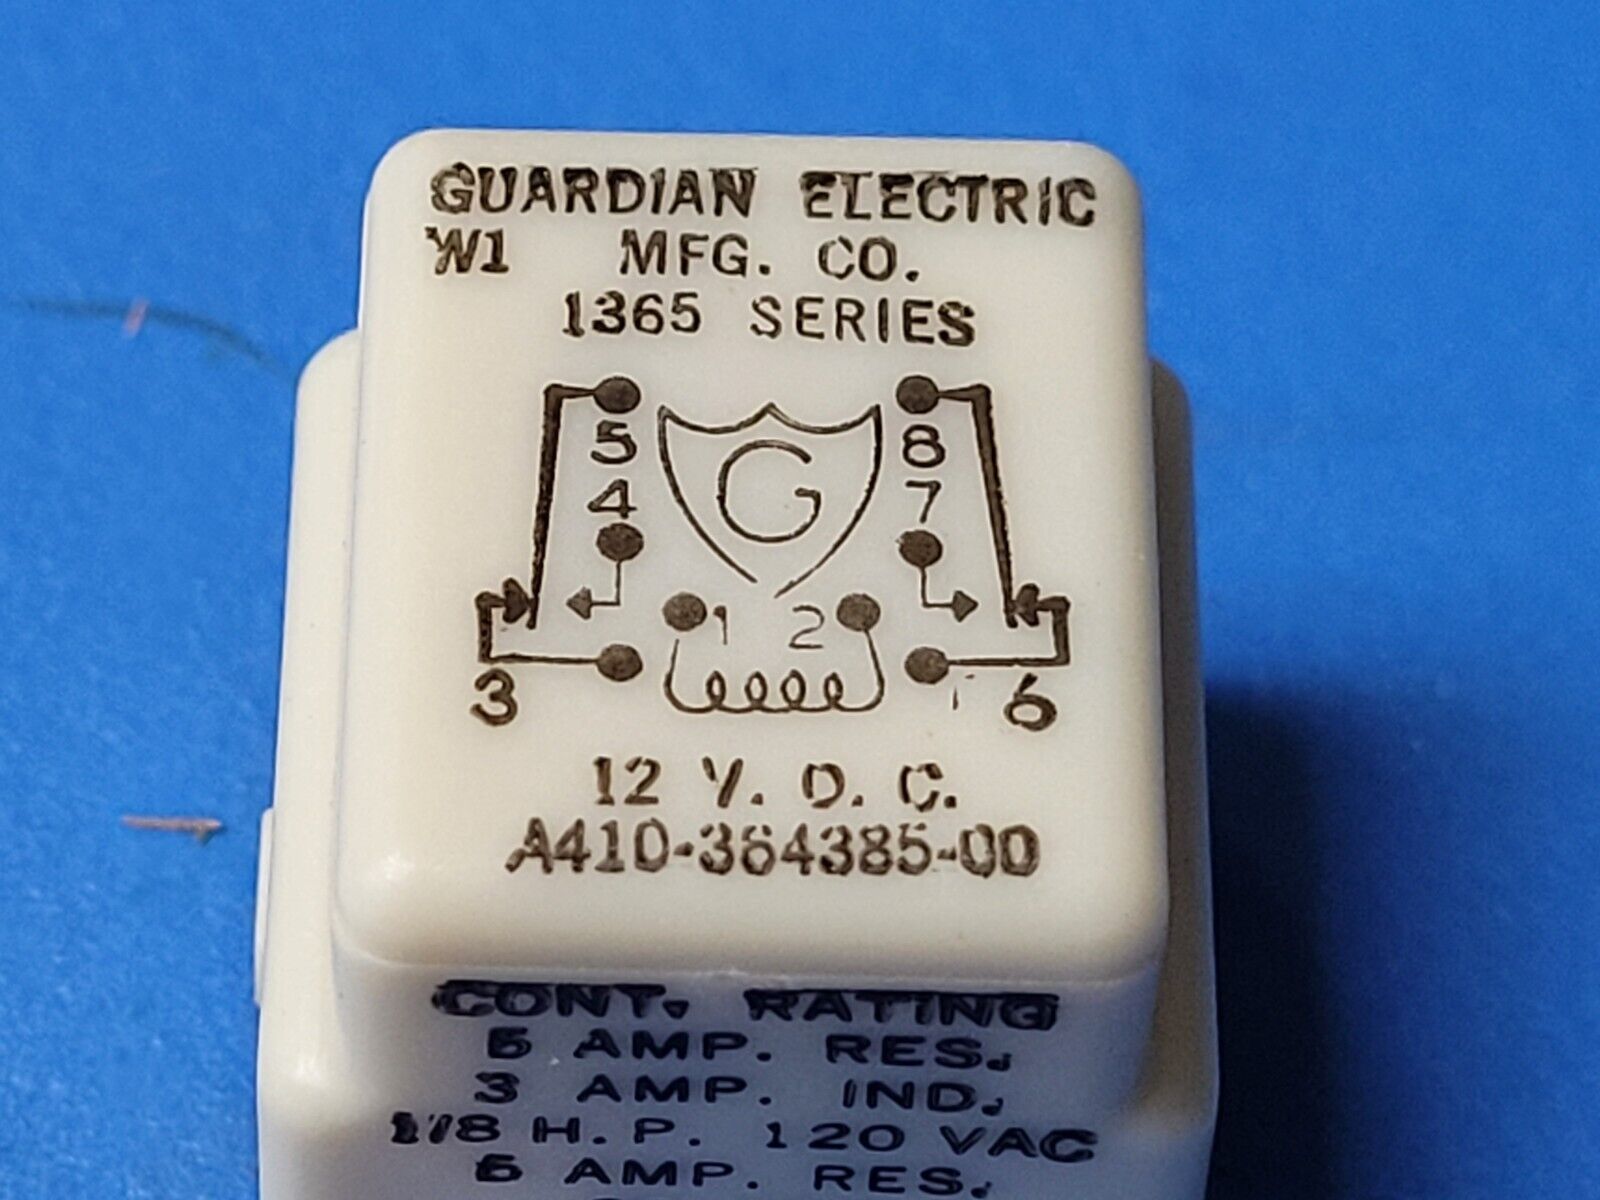 GUARDIAN ELECTRIC
W1 MFG. CO.
1365 SERIES
5 8
4 G 7
1 2
3 6
12 V. D. C.
A410-364385-00
CONT. RATING
5 AMP. RES.
3 AMP. IND.
1/8 H.P. 120 VAC
5 AMP. RES.